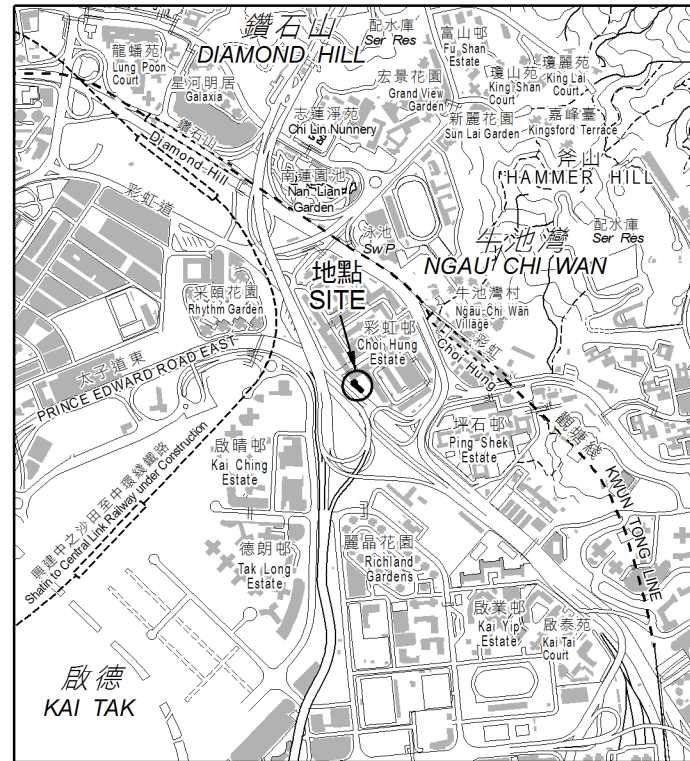 鑽石山
DIAMOND HILL
配水庫
Ser Res
富山邨
Fu Shan
Estate
龍蟠苑
Lung Poon
Court
星河明居
Galaxia
宏景花園
Grand View
Garden
瓊山苑
King Shan
Court
瓊麗苑
King Lai
Court
志蓮淨苑
Chi Lin Nunnery
新麗花園
Sun Lai Garden
嘉峰臺
Kingsford Terrace
鑽石山
Diamond Hill
斧山
HAMMER HILL
南蓮園池
Nan Lian
Garden
彩虹道
泳池
Sw P
牛池灣
NGAU CHI WAN
配水庫
Ser Res
地點
SITE
采頤花園
Rhythm Garden
牛池灣村
Ngau Chi Wan
Village
彩虹邨
Choi Hung
Estate
彩虹
Choi Hung
太子道東
PRINCE EDWARD ROAD EAST
坪石邨
Ping Shek
Estate
觀塘綫
KWUN TONG LINE
啟晴邨
Kai Ching
Estate
興建中之沙田至中環綫鐵路
Shatin to Central Link Railway under Construction
德朗邨
Tak Long
Estate
麗晶花園
Richland
Gardens
啟業邨
Kai Yip
Estate
啟泰苑
Kai Tai
Court
啟德
KAI TAK